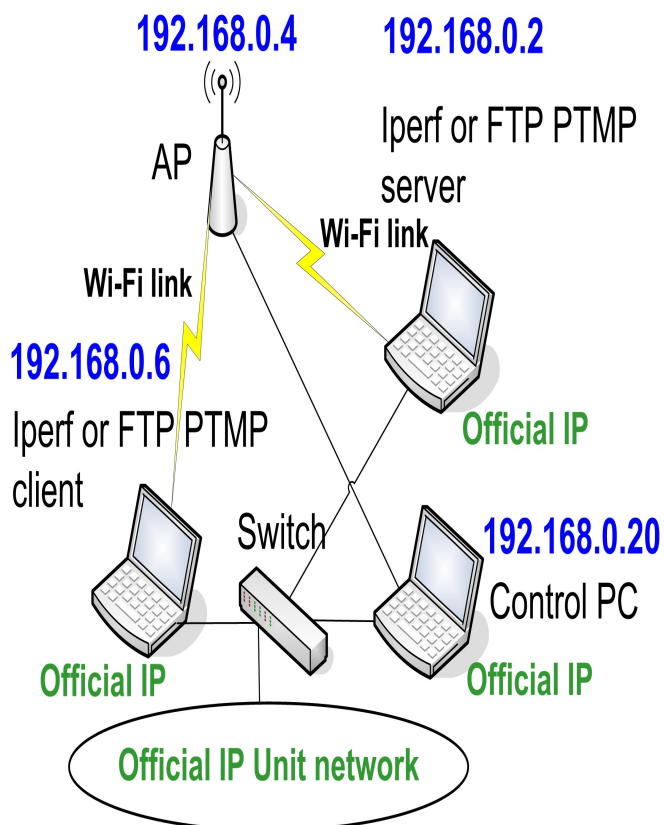 192.168.0.4
192.168.0.2
Iperf or FTP PTMP
server
AP
Wi-Fi link
Wi-Fi link
192.168.0.6
Iperf or FTP PTMP
client
Official IP
Switch
192.168.0.20
Control PC
Official IP
Official IP
Official IP Unit network